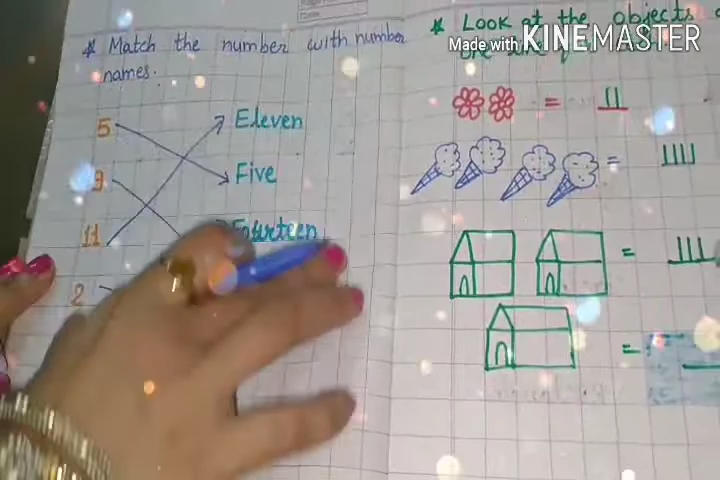 * Match the number with number
names.
5
Eleven
9
Five
11
Fourteen
2
* Look at the objects
Made with KINEMASTER
=
=
=
=